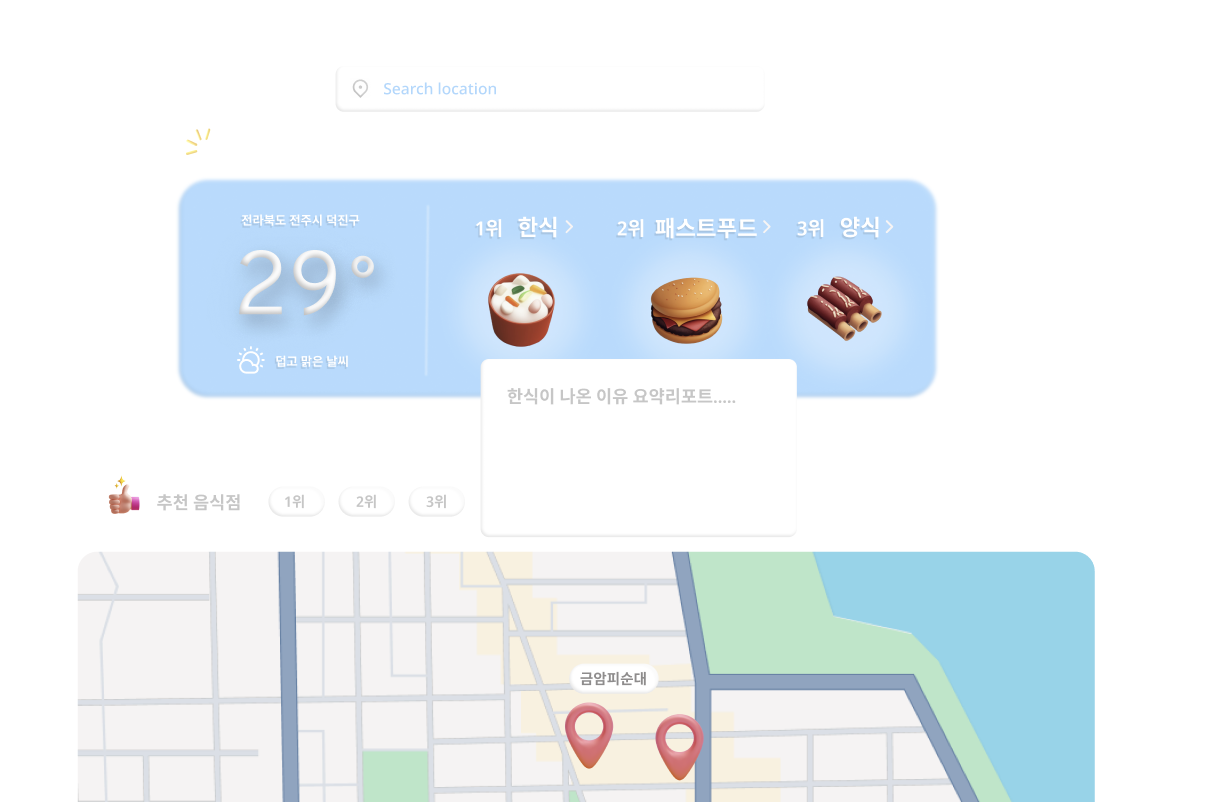 Search location
전라북도 전주시 덕진구
29°
덥고 맑은 날씨
1위 한식
2위 패스트푸드
3위 양식
한식이 나온 이유 요약리포트.....
추천 음식점
1위
2위
3위
금암피순대